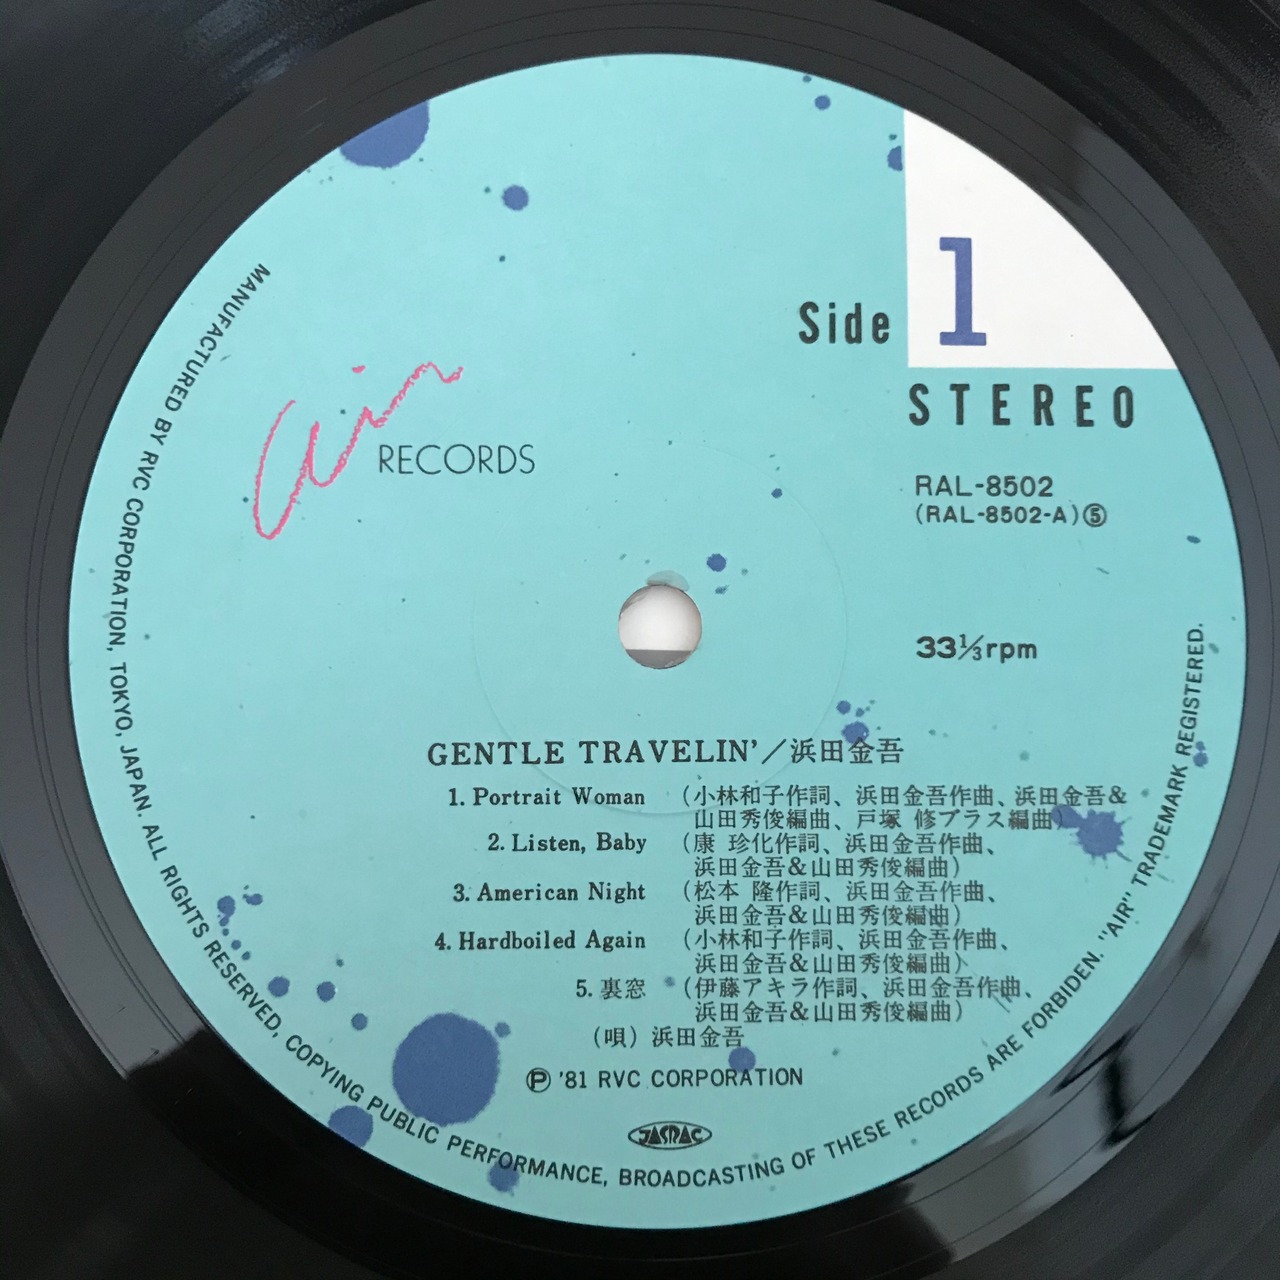 Side 1
STEREO
air
RECORDS
RAL-8502
(RAL-8502-A)⑤
33⅓rpm
GENTLE TRAVELIN'／浜田金吾
1. Portrait Woman （小林和子作詞、浜田金吾作曲、浜田金吾&
山田秀俊編曲、戸塚 修ブラス編曲）
2. Listen, Baby （康 珍化作詞、浜田金吾作曲、
浜田金吾&山田秀俊編曲）
3. American Night （松本 隆作詞、浜田金吾作曲、
浜田金吾&山田秀俊編曲）
4. Hardboiled Again （小林和子作詞、浜田金吾作曲、
浜田金吾&山田秀俊編曲）
5. 裏窓 （伊藤アキラ作詞、浜田金吾作曲、
浜田金吾&山田秀俊編曲）
（唄）浜田金吾
Ⓟ '81 RVC CORPORATION
JASRAC
MANUFACTURED BY RVC CORPORATION, TOKYO, JAPAN. ALL RIGHTS RESERVED, COPYING PUBLIC PERFORMANCE, BROADCASTING OF THESE RECORDS ARE FORBIDDEN. "AIR" TRADEMARK REGISTERED.